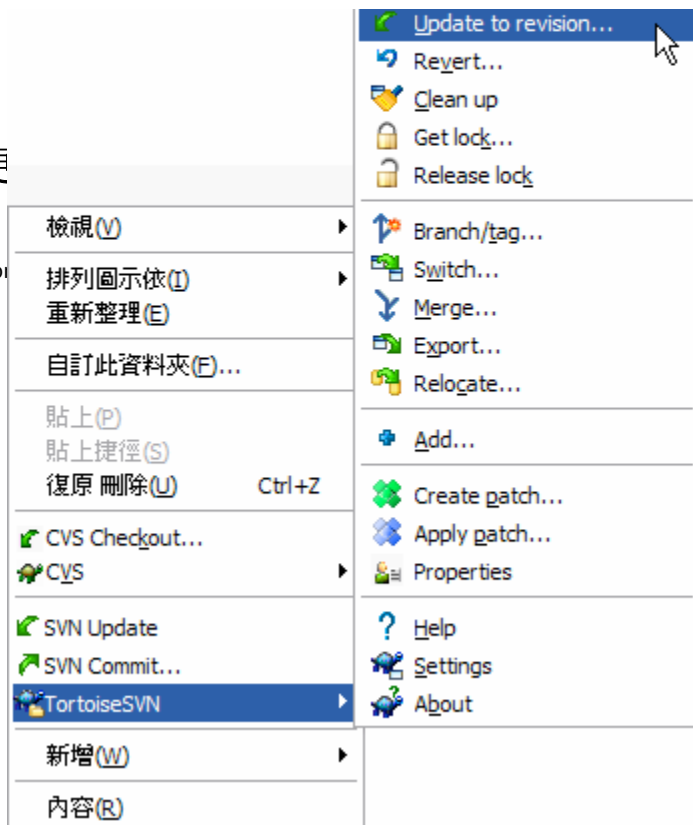 檢視(V)
排列圖示依(I)
重新整理(E)
自訂此資料夾(F)...
貼上(P)
貼上捷徑(S)
復原 刪除(U) Ctrl+Z
CVS Checkout...
CVS
SVN Update
SVN Commit...
TortoiseSVN
新增(W)
內容(R)
Update to revision...
Revert...
Clean up
Get lock...
Release lock
Branch/tag...
Switch...
Merge...
Export...
Relocate...
Add...
Create patch...
Apply patch...
Properties
Help
Settings
About